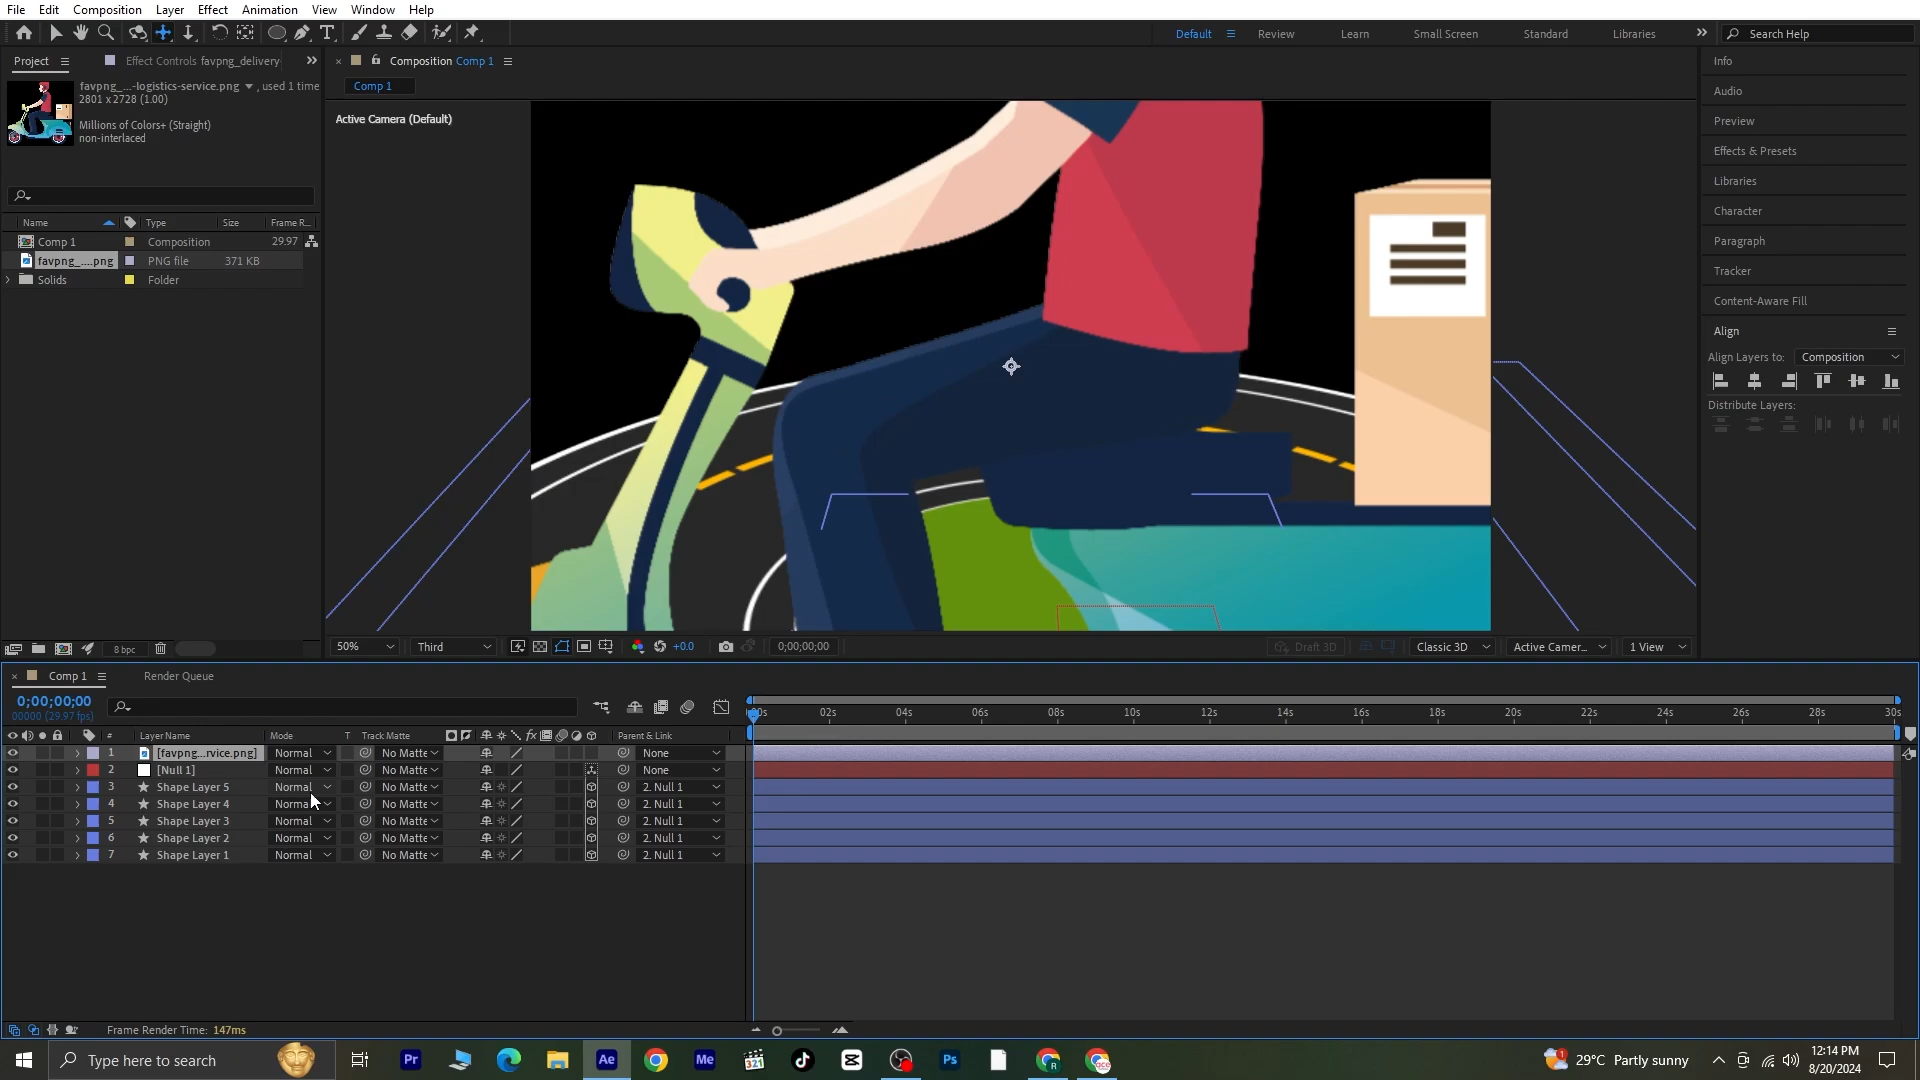 File Edit Composition Layer Effect Animation View Window Help
Default Review Learn Small Screen Standard Libraries Search Help
Project Effect Controls favpng_delivery
Composition Comp 1
Comp 1
favpng_...-logistics-service.png , used 1 time
2801 x 2728 (1.00)
Millions of Colors+ (Straight)
non-interlaced
Name Type Size Frame R...
Comp 1 Composition 29.97
favpng_....png PNG file 371 KB
Solids Folder
Active Camera (Default)
Info
Audio
Preview
Effects & Presets
Libraries
Character
Paragraph
Tracker
Content-Aware Fill
Align
Align Layers to: Composition
Distribute Layers:
8 bpc
50% Third +0.0 0;00;00;00 Draft 3D Classic 3D Active Camer... 1 View
Comp 1 Render Queue
0;00;00;00
00000 (29.97 fps)
00s 02s 04s 06s 08s 10s 12s 14s 16s 18s 20s 22s 24s 26s 28s 30s
# Layer Name Mode T Track Matte fx Parent & Link
1 [favpng...rvice.png] Normal No Matte None
2 [Null 1] Normal No Matte None
3 Shape Layer 5 Normal No Matte 2. Null 1
4 Shape Layer 4 Normal No Matte 2. Null 1
5 Shape Layer 3 Normal No Matte 2. Null 1
6 Shape Layer 2 Normal No Matte 2. Null 1
7 Shape Layer 1 Normal No Matte 2. Null 1
Frame Render Time: 147ms
Type here to search Pr Ae Me 321 Ps 29°C Partly sunny 12:14 PM
8/20/2024